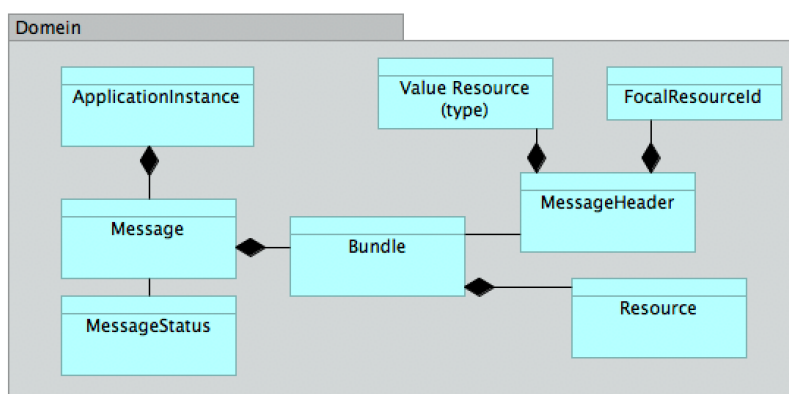 Domein
ApplicationInstance
Value Resource
(type)
FocalResourceId
Message
MessageHeader
Bundle
Resource
MessageStatus